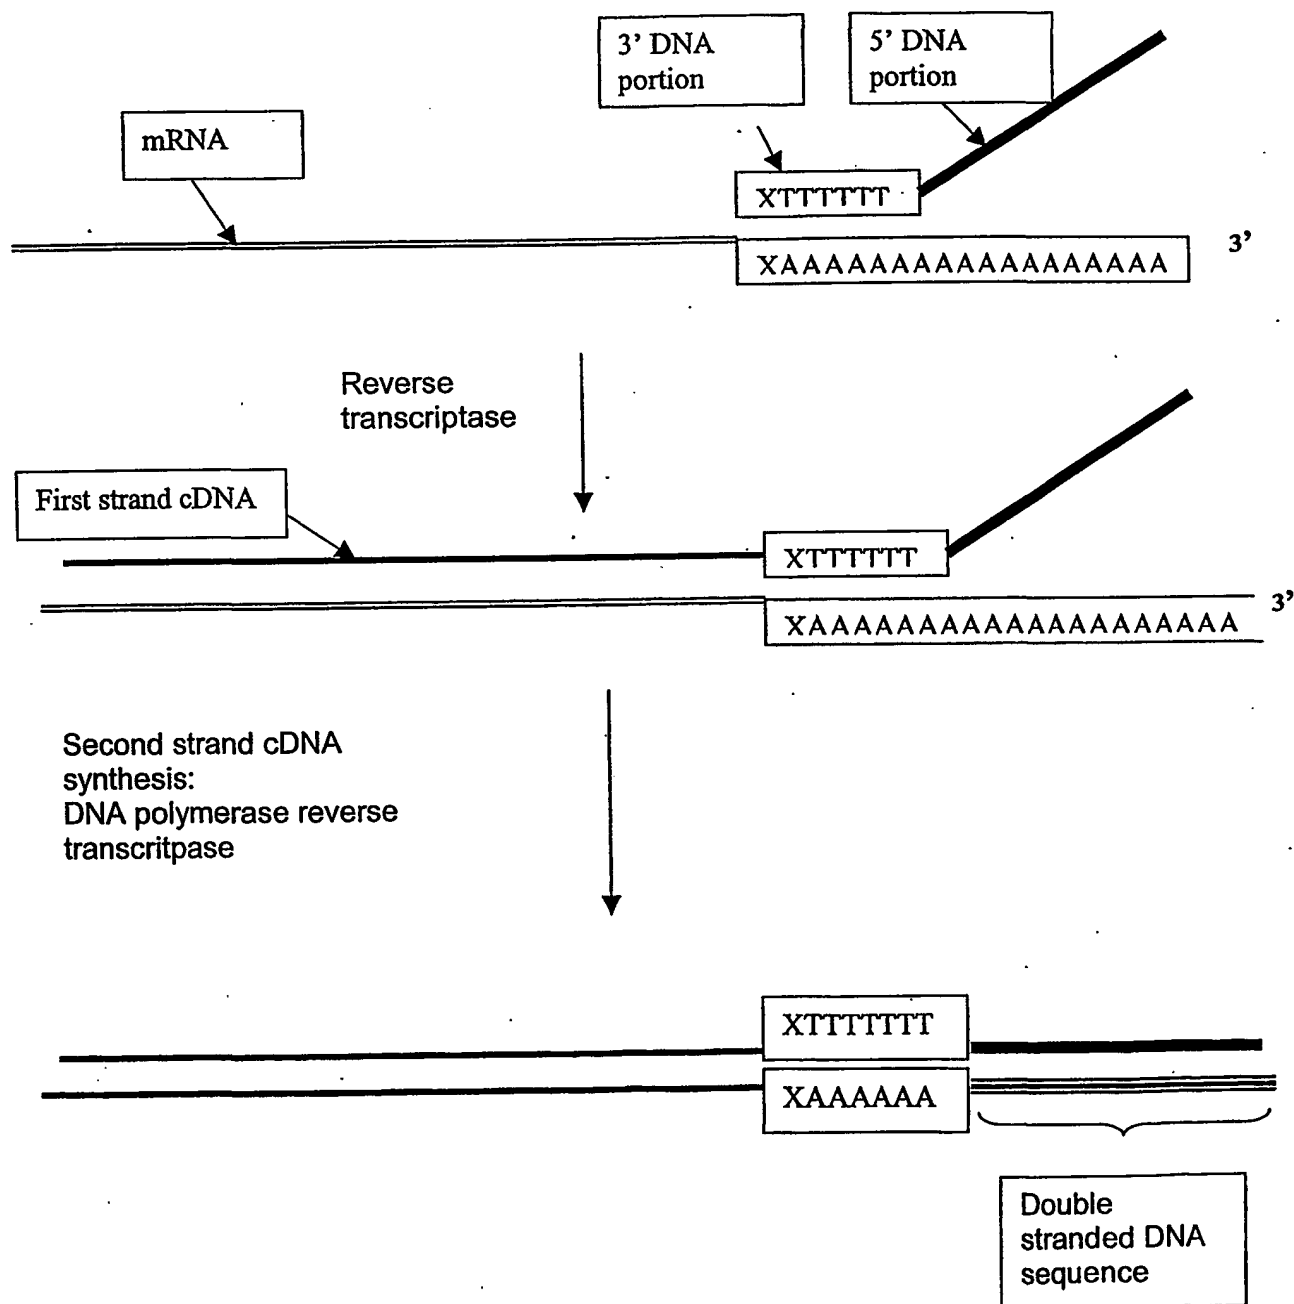 3’ DNA
portion
5’ DNA
portion
mRNA
XTTTTTT
3’
XAAAAAAAAAAAAAAAAAA
Reverse
transcriptase
First strand cDNA
XTTTTTT
3’
XAAAAAAAAAAAAAAAAAAAA
Second strand cDNA
synthesis:
DNA polymerase reverse
transcritpase
XTTTTTTT
XAAAAAA
Double
stranded DNA
sequence